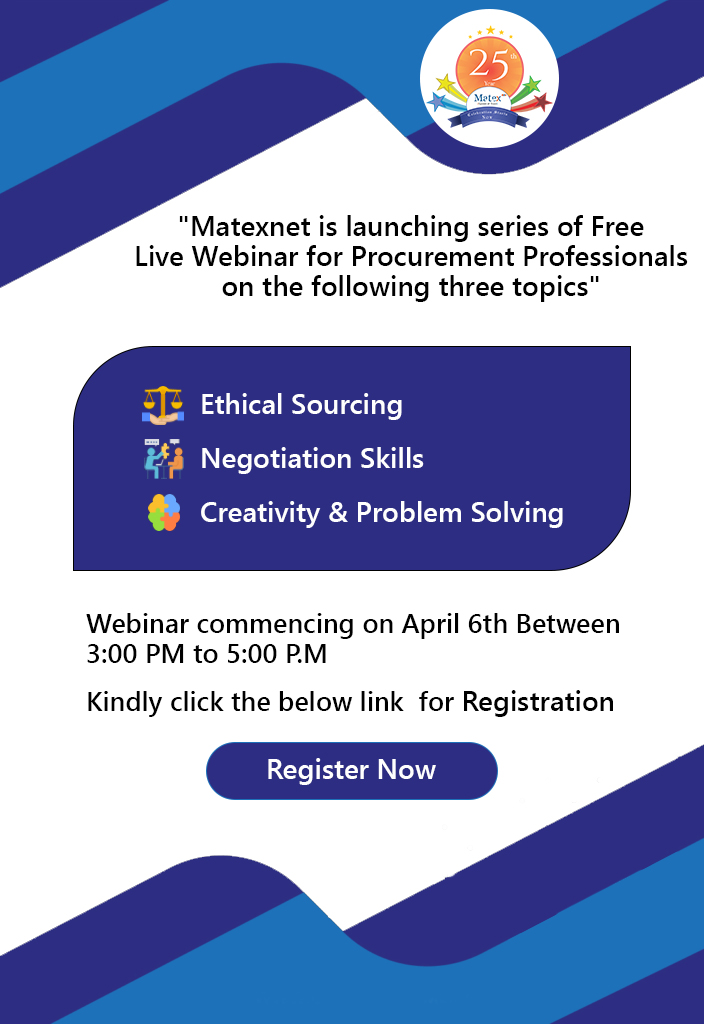 25th
Year
Matex
"Matexnet is launching series of Free
Live Webinar for Procurement Professionals
on the following three topics"
Ethical Sourcing
Negotiation Skills
Creativity & Problem Solving
Webinar commencing on April 6th Between
3:00 PM to 5:00 P.M
Kindly click the below link  for Registration
Register Now